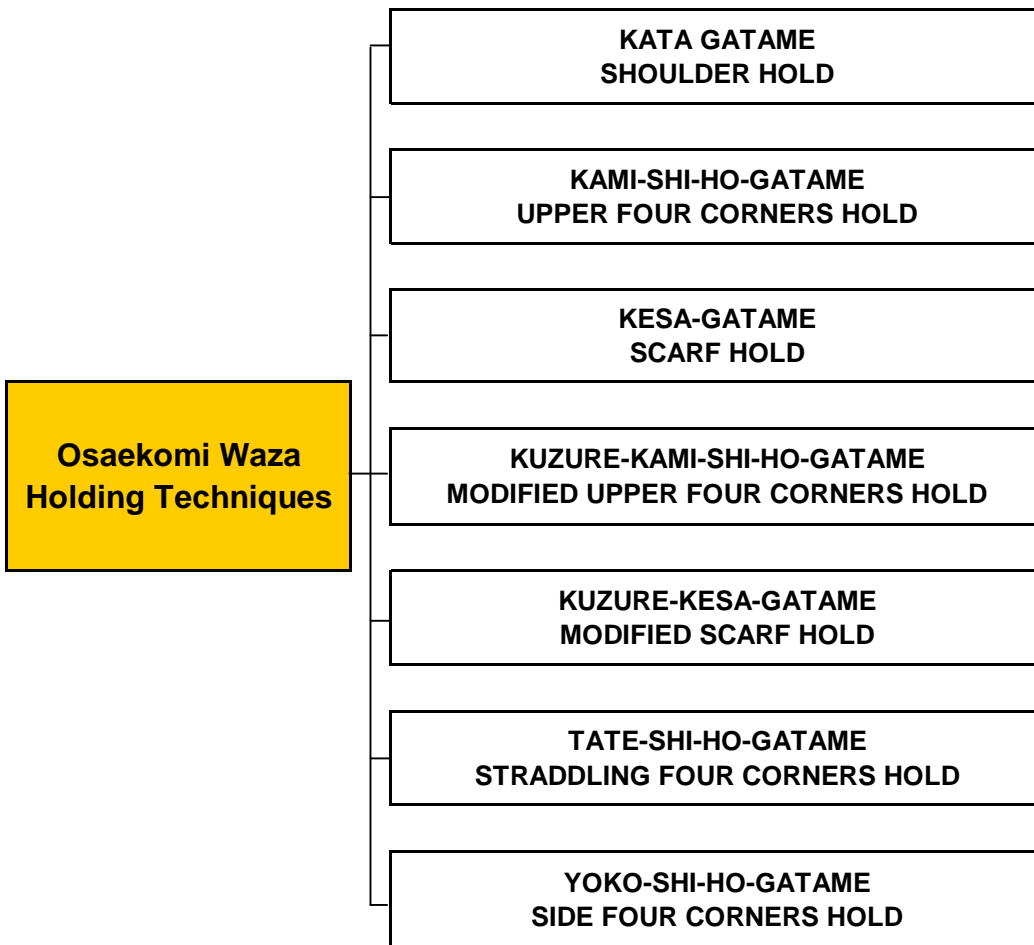 KATA GATAME
SHOULDER HOLD
KAMI-SHI-HO-GATAME
UPPER FOUR CORNERS HOLD
KESA-GATAME
SCARF HOLD
Osaekomi Waza
Holding Techniques
KUZURE-KAMI-SHI-HO-GATAME
MODIFIED UPPER FOUR CORNERS HOLD
KUZURE-KESA-GATAME
MODIFIED SCARF HOLD
TATE-SHI-HO-GATAME
STRADDLING FOUR CORNERS HOLD
YOKO-SHI-HO-GATAME
SIDE FOUR CORNERS HOLD